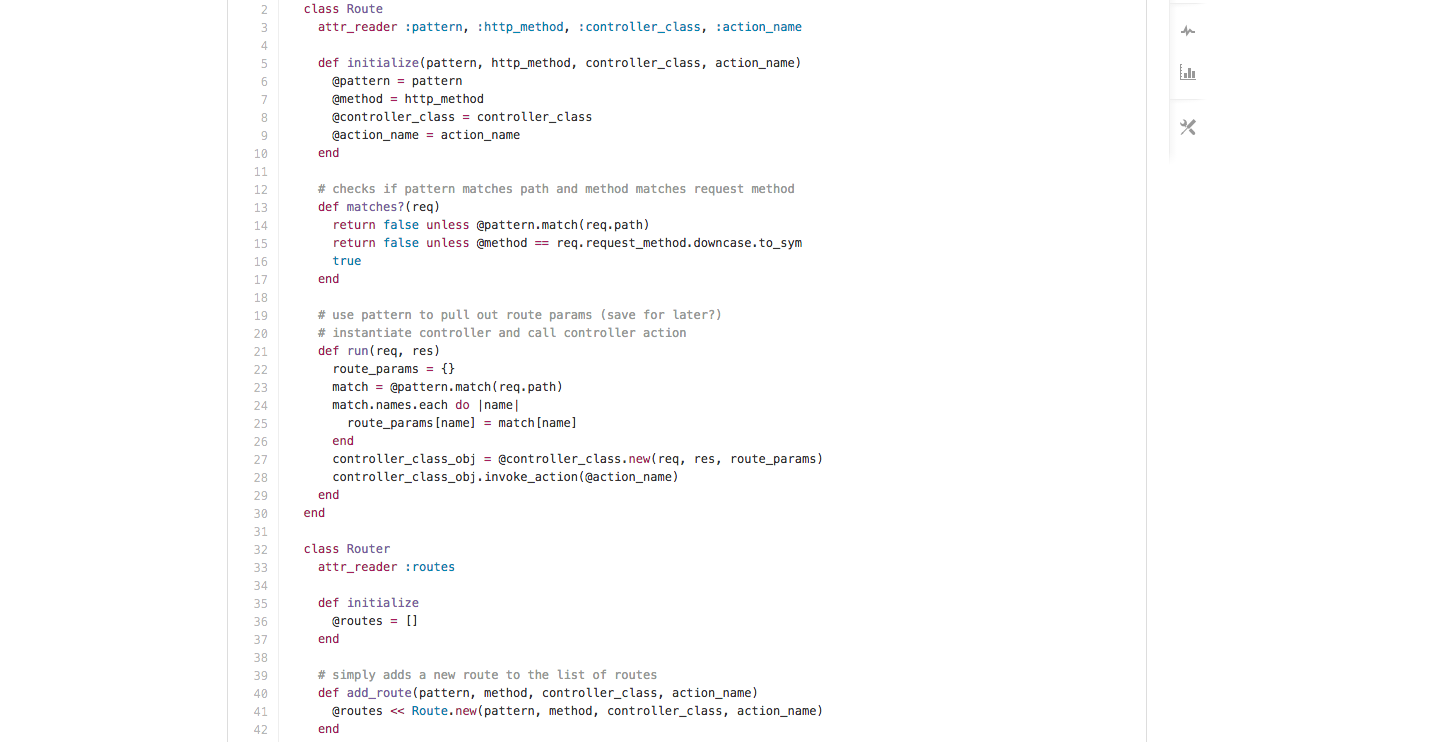 2 class Route
3 attr_reader :pattern, :http_method, :controller_class, :action_name
4
5 def initialize(pattern, http_method, controller_class, action_name)
6 @pattern = pattern
7 @method = http_method
8 @controller_class = controller_class
9 @action_name = action_name
10 end
11
12 # checks if pattern matches path and method matches request method
13 def matches?(req)
14 return false unless @pattern.match(req.path)
15 return false unless @method == req.request_method.downcase.to_sym
16 true
17 end
18
19 # use pattern to pull out route params (save for later?)
20 # instantiate controller and call controller action
21 def run(req, res)
22 route_params = {}
23 match = @pattern.match(req.path)
24 match.names.each do |name|
25 route_params[name] = match[name]
26 end
27 controller_class_obj = @controller_class.new(req, res, route_params)
28 controller_class_obj.invoke_action(@action_name)
29 end
30 end
31
32 class Router
33 attr_reader :routes
34
35 def initialize
36 @routes = []
37 end
38
39 # simply adds a new route to the list of routes
40 def add_route(pattern, method, controller_class, action_name)
41 @routes << Route.new(pattern, method, controller_class, action_name)
42 end